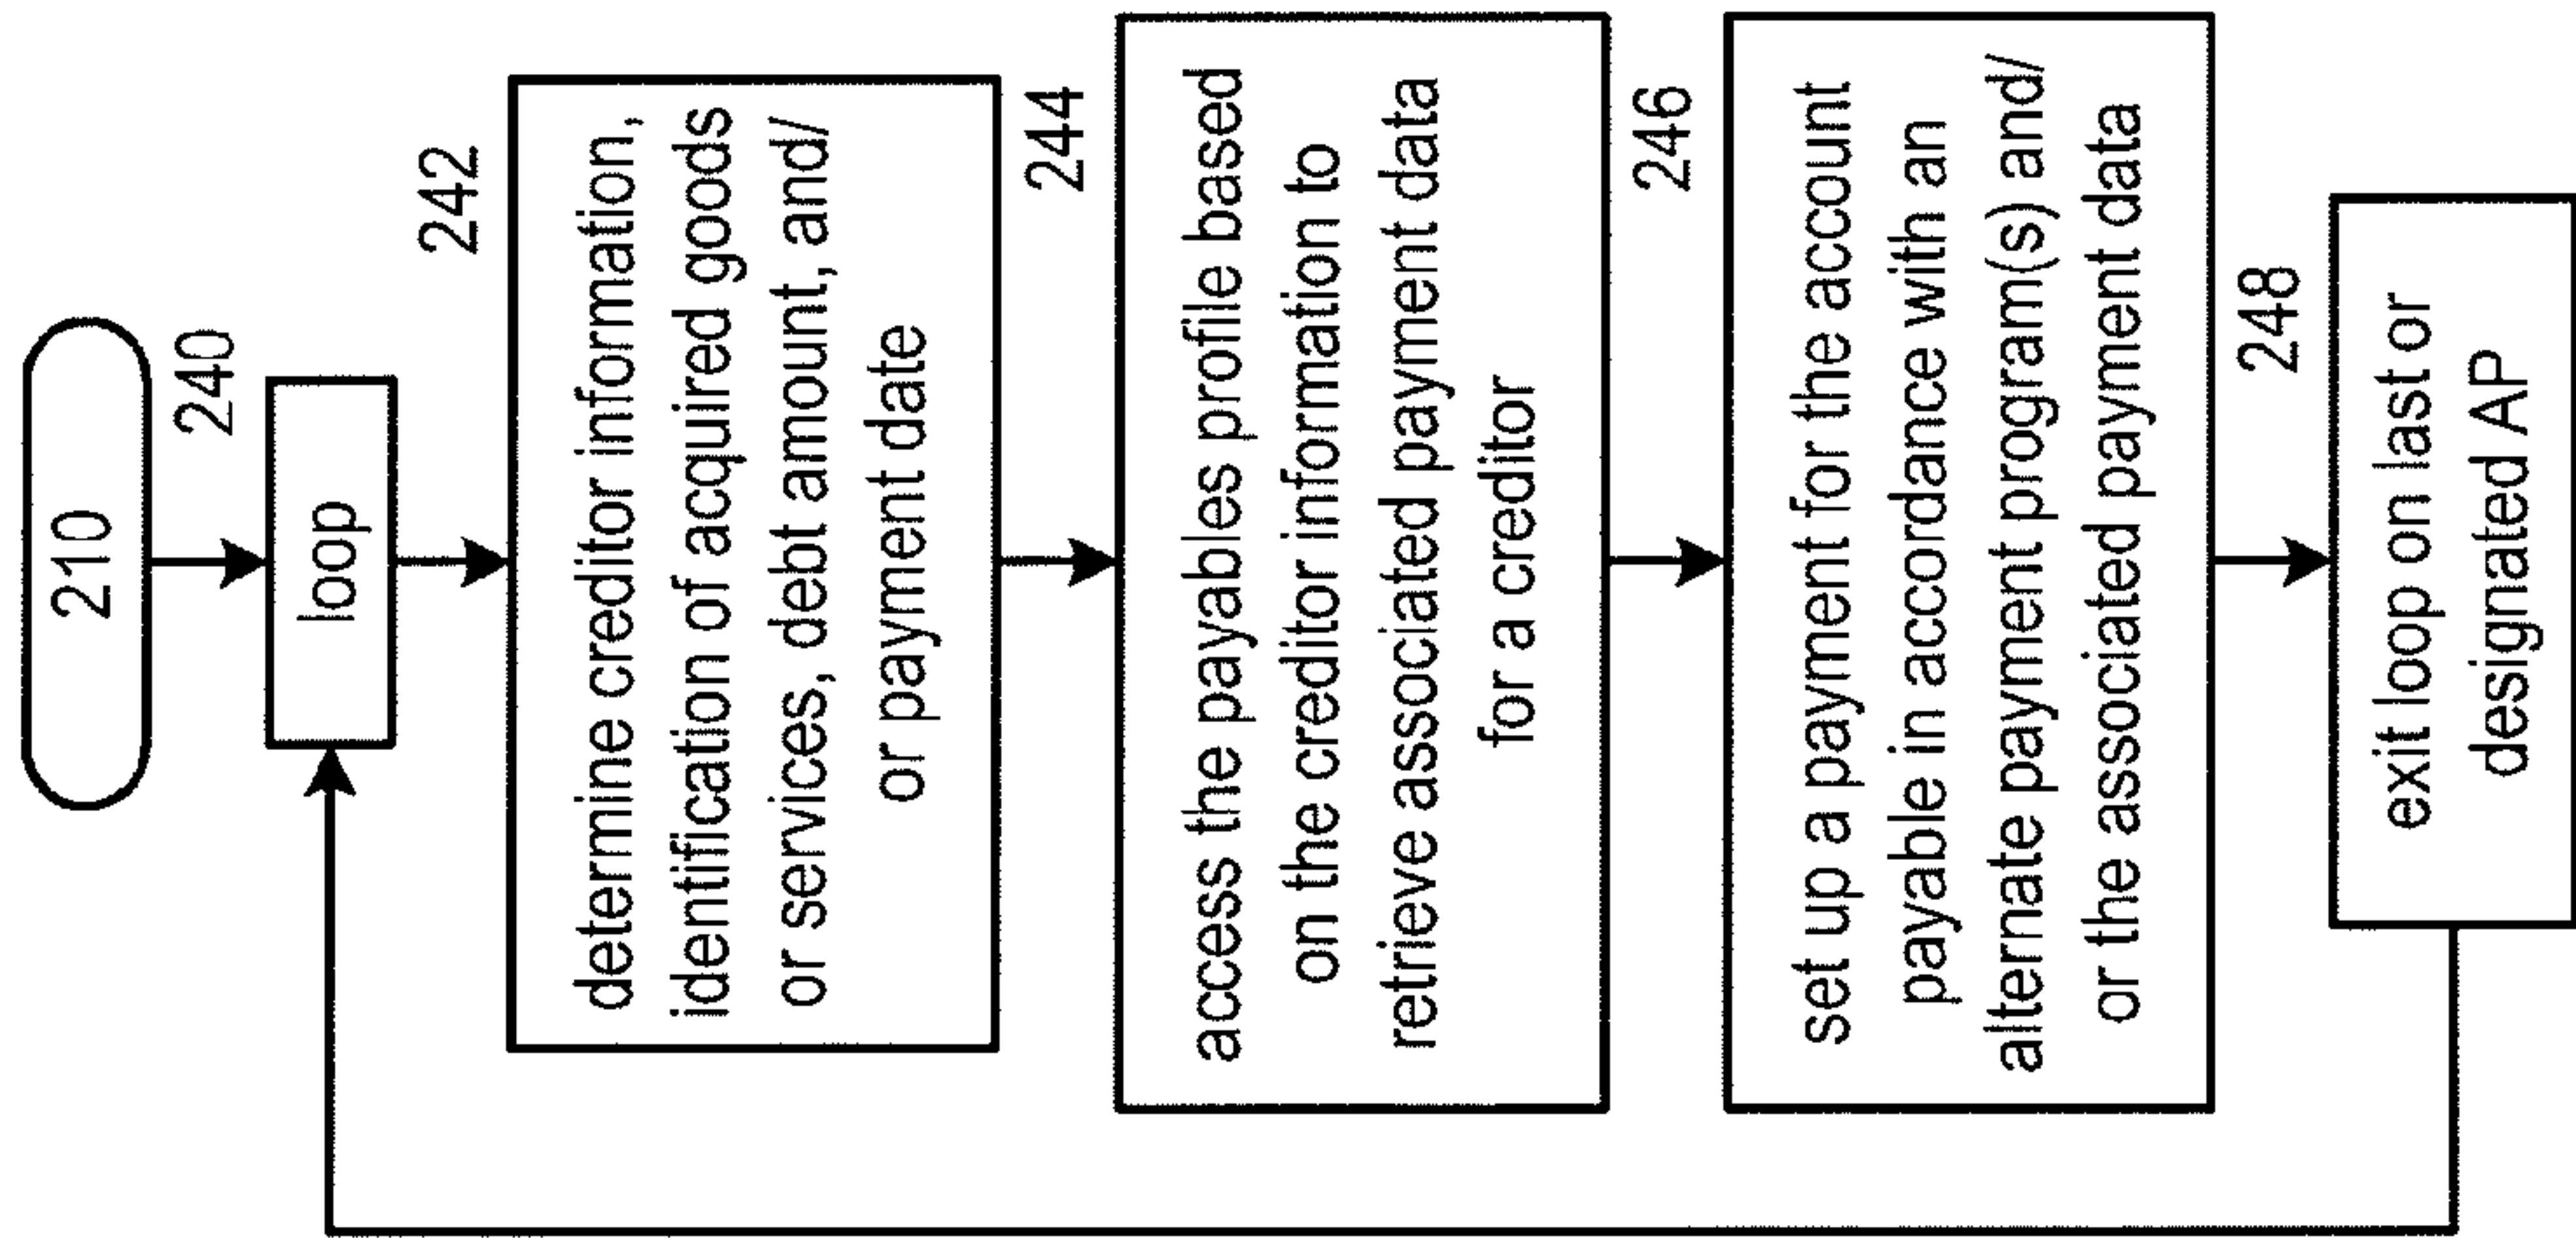 210
240
loop
242
determine creditor information,
identification of acquired goods
or services, debt amount, and/
or payment date
244
access the payables profile based
on the creditor information to
retrieve associated payment data
for a creditor
246
set up a payment for the account
payable in accordance with an
alternate payment program(s) and/
or the associated payment data
248
exit loop on last or
designated AP